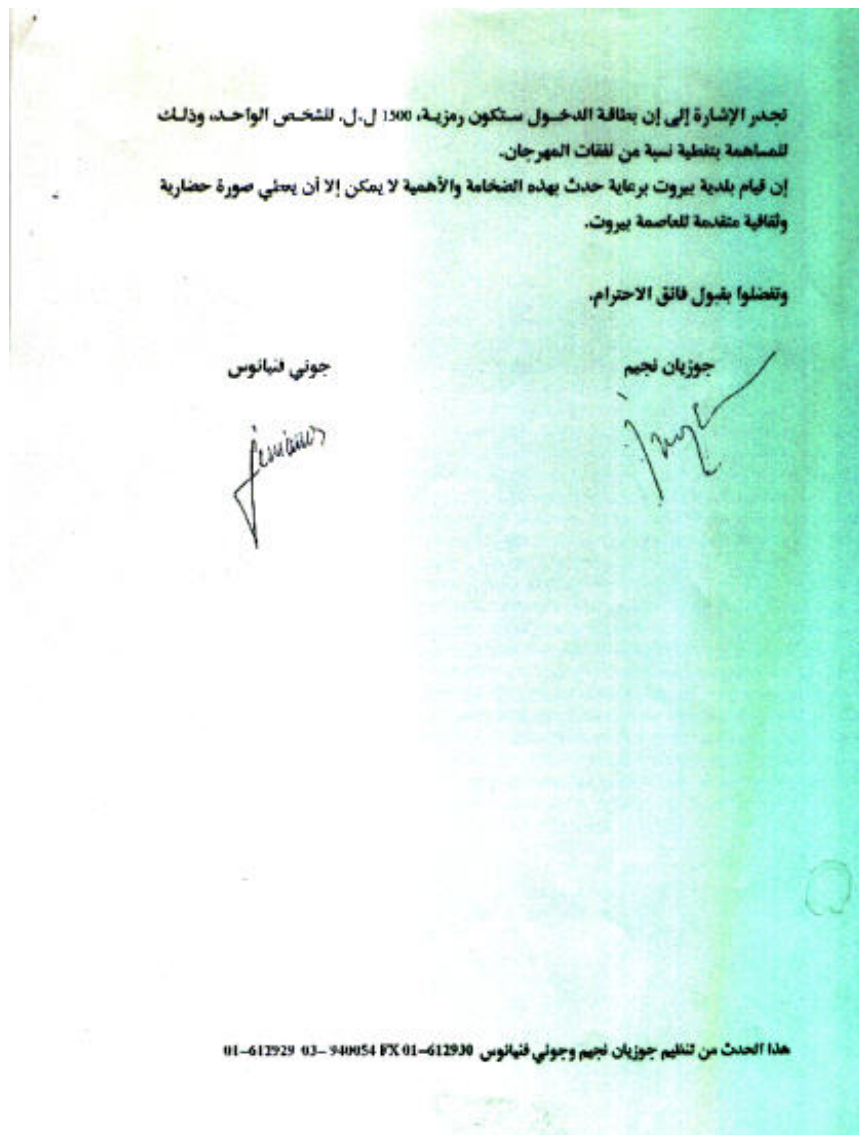 تجدر الإشارة إلى إن بطاقة الدخول ستكون رمزية، 1500 ل.ل. للشخص الواحد، وذلك
للمساهمة بتغطية نسبة من نفقات المهرجان.
إن قيام بلدية بيروت برعاية حدث بهذه الضخامة والأهمية لا يمكن إلا أن يعطي صورة حضارية
وثقافية متقدمة للعاصمة بيروت.
وتفضلوا بقبول فائق الاحترام.
جوزيان نجيم
جوني فنيانوس
هذا الحدث من تنظيم جوزيان نجيم وجوني فنيانوس 01-612929 03-940054 FX 01-612930